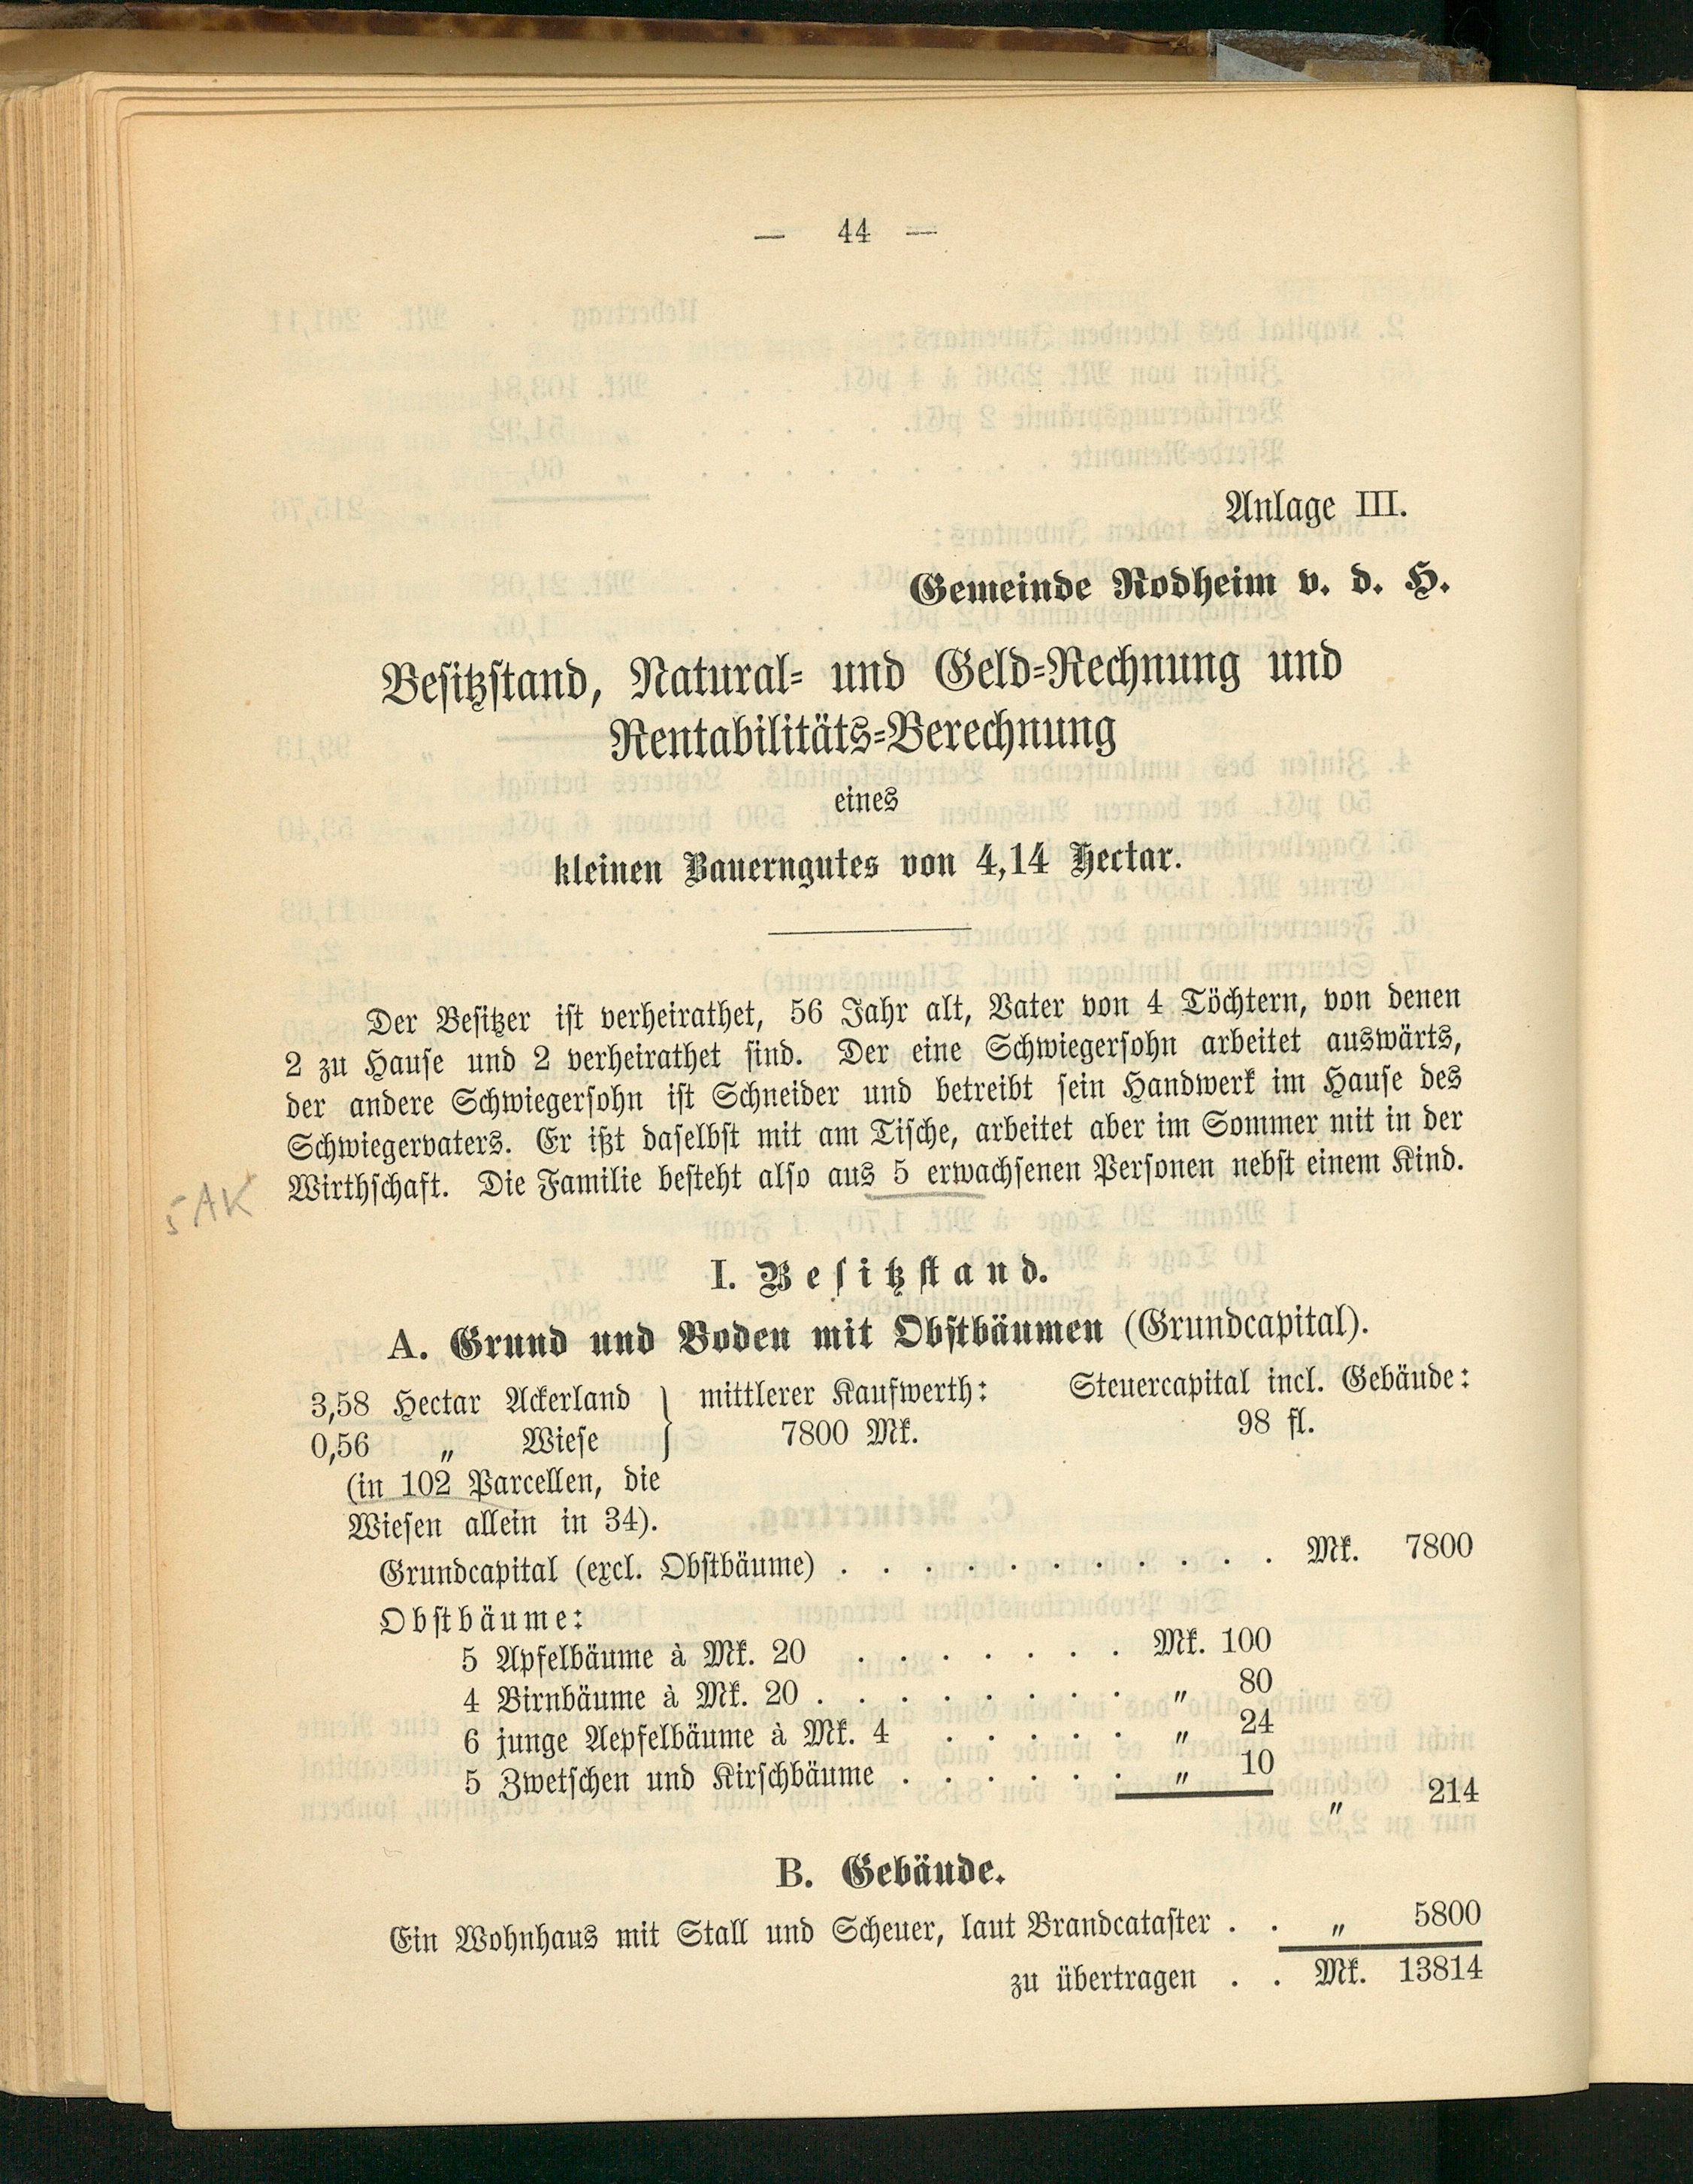 — 44 —
Anlage III.
Gemeinde Rodheim v. d. H.
Besitzstand, Natural- und Geld-Rechnung und
Rentabilitäts-Berechnung
eines
kleinen Bauerngutes von 4,14 Hectar.
Der Besitzer ist verheirathet, 56 Jahr alt, Vater von 4 Töchtern, von denen
2 zu Hause und 2 verheirathet sind. Der eine Schwiegersohn arbeitet auswärts,
der andere Schwiegersohn ist Schneider und betreibt sein Handwerk im Hause des
Schwiegervaters. Er ißt daselbst mit am Tische, arbeitet aber im Sommer mit in der
Wirthschaft. Die Familie besteht also aus 5 erwachsenen Personen nebst einem Kind.
5 AK
I. Besitzstand.
A. Grund und Boden mit Obstbäumen (Grundcapital).
3,58 Hectar Ackerland } mittlerer Kaufwerth: Steuercapital incl. Gebäude:
0,56 „ Wiese 7800 Mk. 98 fl.
(in 102 Parcellen, die
Wiesen allein in 34).
Grundcapital (excl. Obstbäume) . . . . . . . . . . . Mk. 7800
Obstbäume:
5 Apfelbäume à Mk. 20 . . . . . . . Mk. 100
4 Birnbäume à Mk. 20 . . . . . . . . „ 80
6 junge Aepfelbäume à Mk. 4 . . . . . „ 24
5 Zwetschen und Kirschbäume . . . . . . „ 10
„ 214
B. Gebäude.
Ein Wohnhaus mit Stall und Scheuer, laut Brandcataster . . „ 5800
zu übertragen . . Mk. 13814